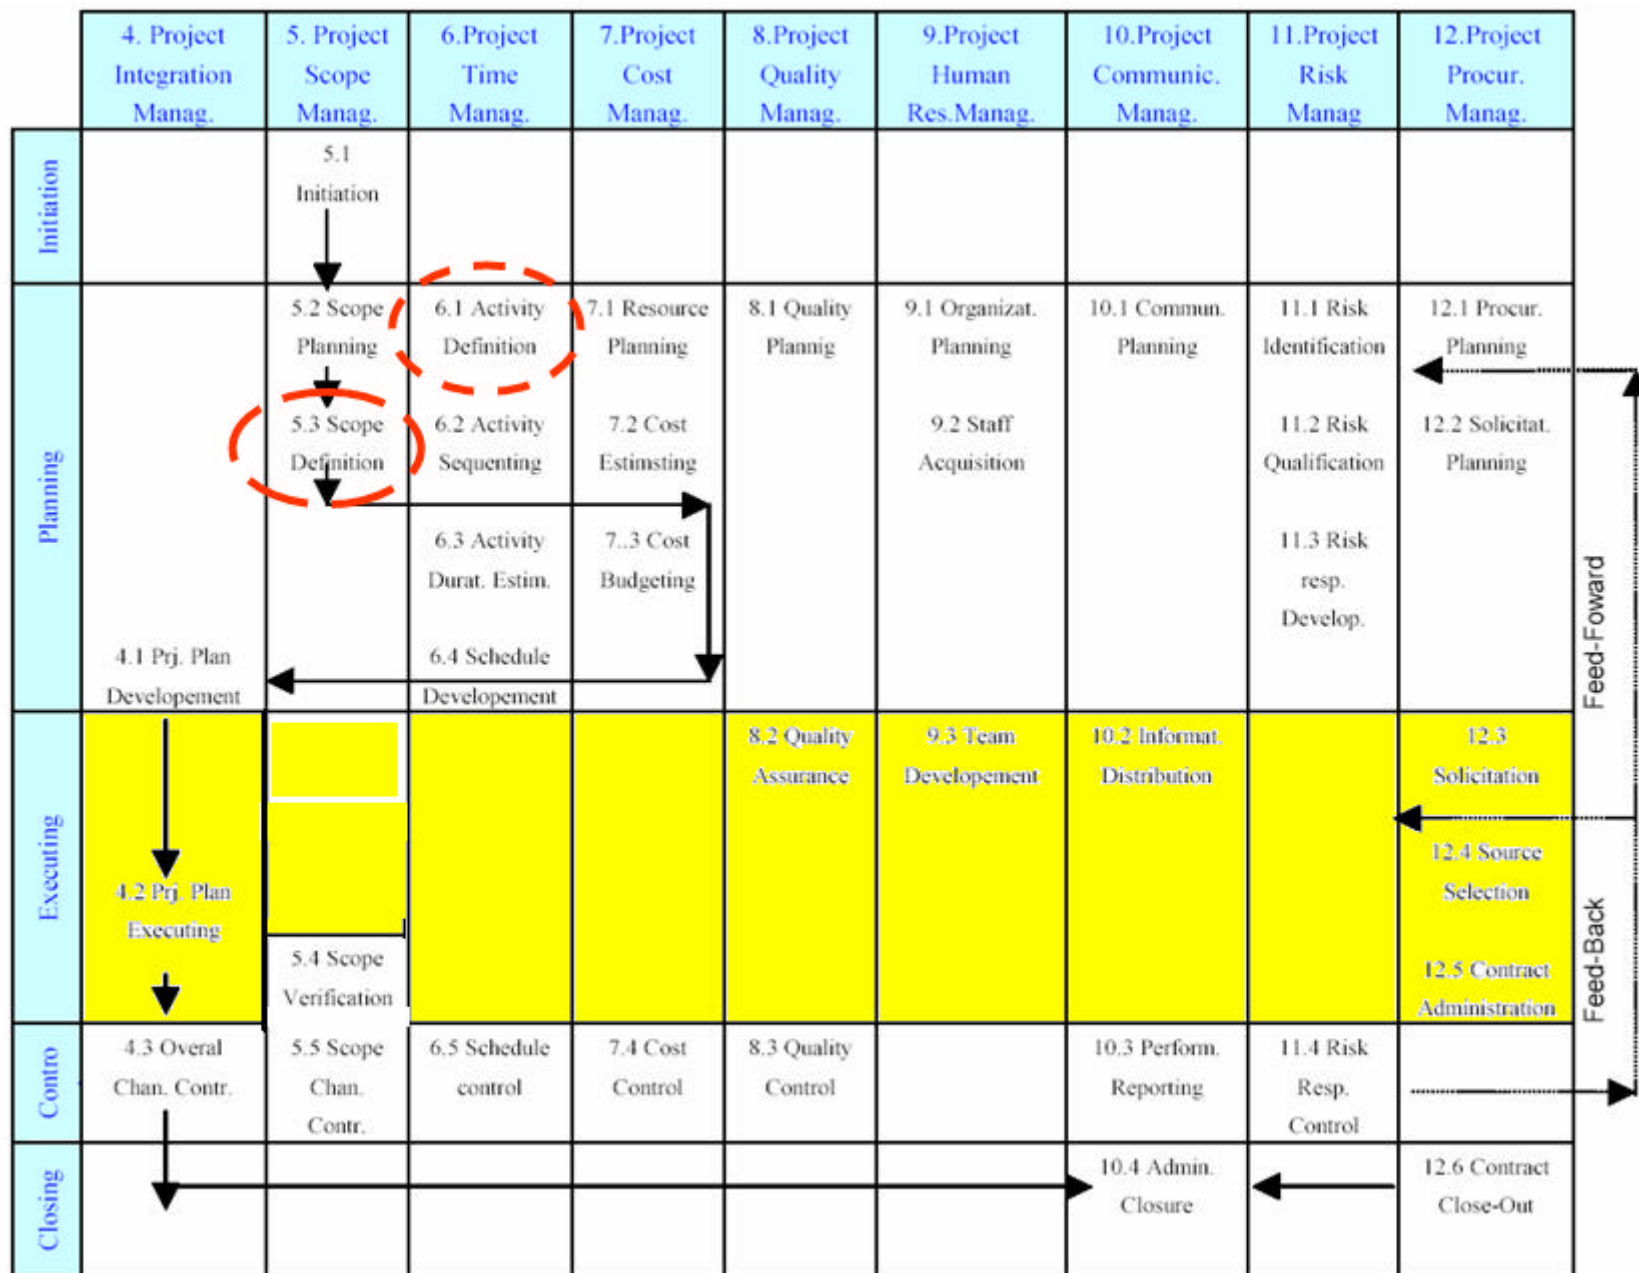 4. Project
Integration
Manag.
5. Project
Scope
Manag.
6.Project
Time
Manag.
7.Project
Cost
Manag.
8.Project
Quality
Manag.
9.Project
Human
Res.Manag.
10.Project
Communic.
Manag.
11.Project
Risk
Manag
12.Project
Procur.
Manag.
Initiation
5.1
Initiation
Planning
4.1 Prj. Plan
Developement
5.2 Scope
Planning
5.3 Scope
Definition
6.1 Activity
Definition
6.2 Activity
Sequenting
6.3 Activity
Durat. Estim.
6.4 Schedule
Developement
7.1 Resource
Planning
7.2 Cost
Estimsting
7..3 Cost
Budgeting
8.1 Quality
Plannig
9.1 Organizat.
Planning
9.2 Staff
Acquisition
10.1 Commun.
Planning
11.1 Risk
Identification
11.2 Risk
Qualification
11.3 Risk
resp.
Develop.
12.1 Procur.
Planning
12.2 Solicitat.
Planning
Feed-Foward
Executing
4.2 Prj. Plan
Executing
5.4 Scope
Verification
8.2 Quality
Assurance
9.3 Team
Developement
10.2 Informat.
Distribution
12.3
Solicitation
12.4 Source
Selection
12.5 Contract
Administration
Feed-Back
Contro
4.3 Overal
Chan. Contr.
5.5 Scope
Chan.
Contr.
6.5 Schedule
control
7.4 Cost
Control
8.3 Quality
Control
10.3 Perform.
Reporting
11.4 Risk
Resp.
Control
Closing
10.4 Admin.
Closure
12.6 Contract
Close-Out